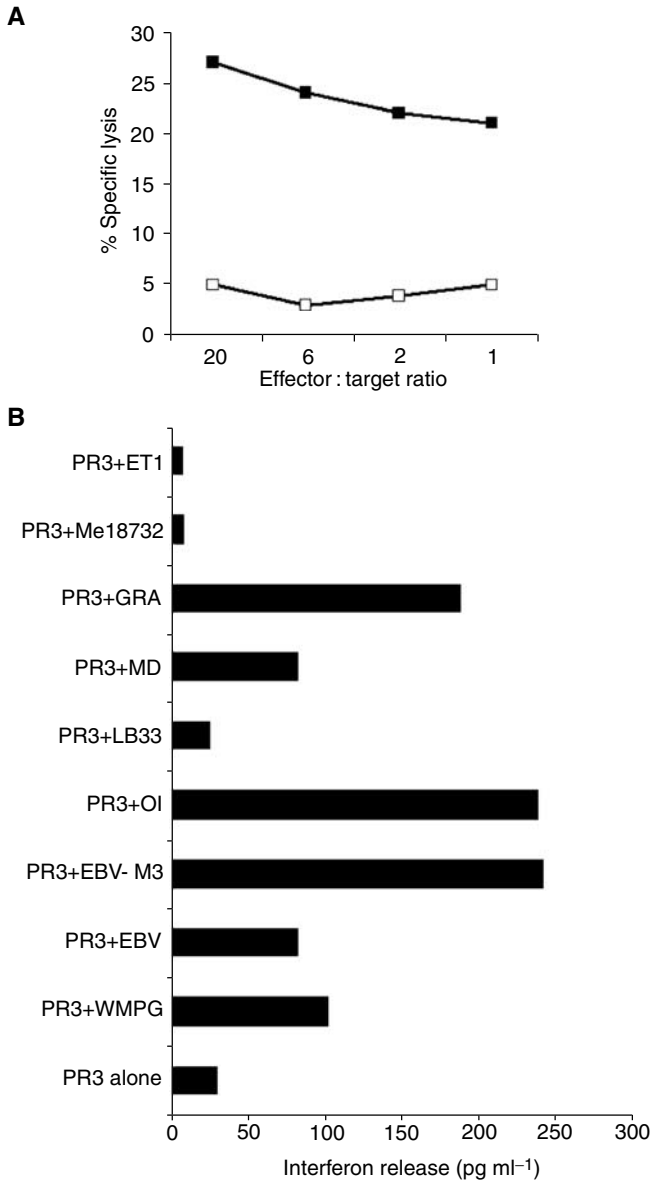 A
% Specific lysis
30
25
20
15
10
5
0
20 6 2 1
Effector : target ratio
B
PR3+ET1
PR3+Me18732
PR3+GRA
PR3+MD
PR3+LB33
PR3+OI
PR3+EBV- M3
PR3+EBV
PR3+WMPG
PR3 alone
0 50 100 150 200 250 300
Interferon release (pg ml⁻¹)